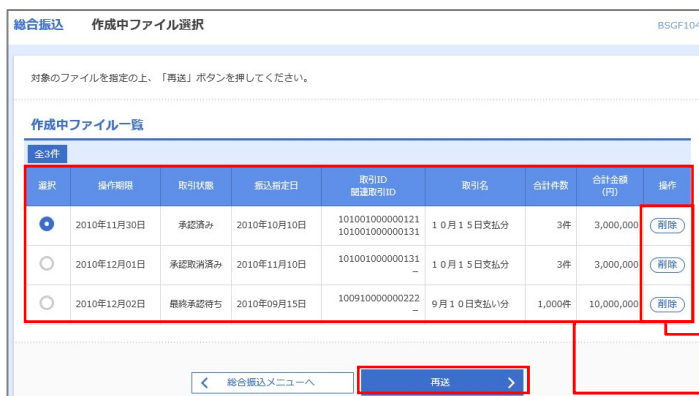 総合振込 作成中ファイル選択 BSGF104
対象のファイルを指定の上、「再送」ボタンを押してください。
作成中ファイル一覧
全3件
選択 操作期限 取引状態 振込指定日 取引ID 関連取引ID 取引名 合計件数 合計金額 (円) 操作
2010年11月30日 承認済み 2010年10月10日 101001000000121 101001000000131 10月15日支払分 3件 3,000,000 削除
2010年12月01日 承認取消済み 2010年11月10日 101001000000131 – 10月15日支払分 3件 3,000,000 削除
2010年12月02日 最終承認待ち 2010年09月15日 100910000000222 – 9月10日支払い分 1,000件 10,000,000 削除
総合振込メニューへ 再送